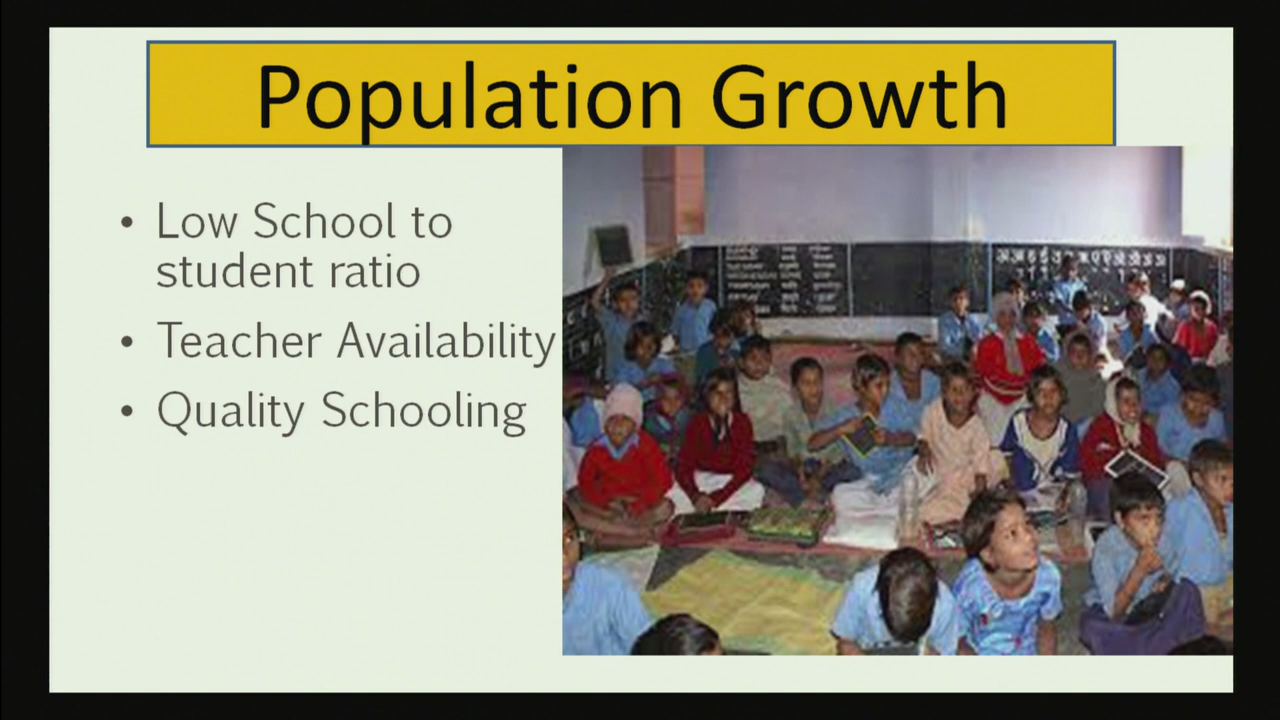 Population Growth
• Low School to
student ratio
• Teacher Availability
• Quality Schooling